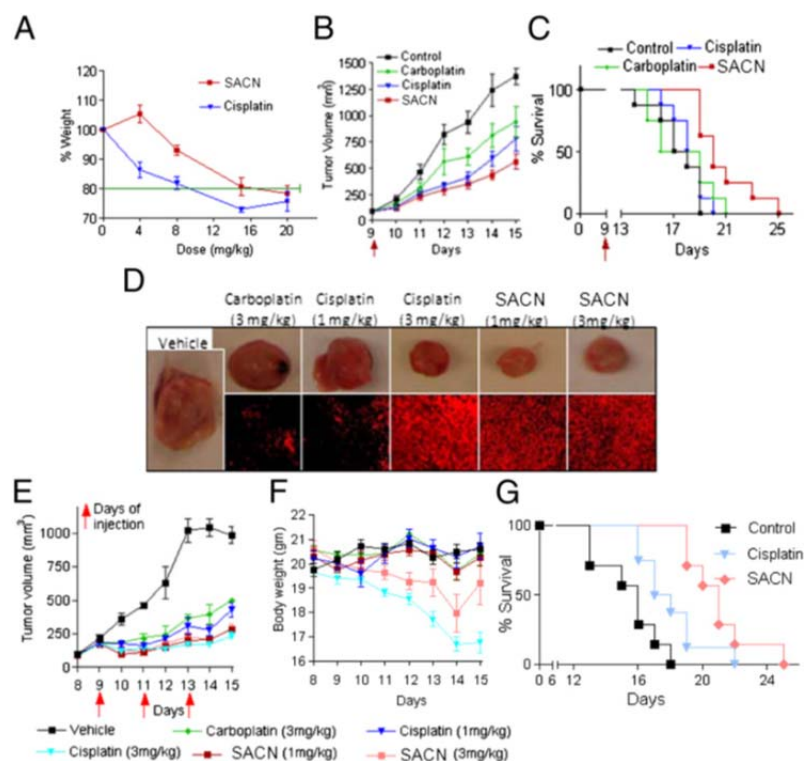 A
SACN
Cisplatin
% Weight
120
110
100
90
80
70
0
4
8
12
16
20
Dose (mg/kg)
B
Control
Carboplatin
Cisplatin
SACN
Tumor Volume (mm³)
1500
1250
1000
750
500
250
0
9 10 11 12 13 14 15
Days
C
Control Cisplatin
Carboplatin SACN
% Survival
100
50
0
0 9 13 17 21 25
Days
D
Vehicle
Carboplatin
(3 mg/kg)
Cisplatin
(1 mg/kg)
Cisplatin
(3 mg/kg)
SACN
(1mg/kg)
SACN
(3mg/kg)
E
Days of
injection
Tumor volume (mm³)
1000
750
500
250
0
8 9 10 11 12 13 14 15
Days
F
Body weight (gm)
22
21
20
19
18
17
16
8 9 10 11 12 13 14 15
Days
G
Control
Cisplatin
SACN
% Survival
100
50
0
0 6 12 16 20 24
Days
Vehicle Carboplatin (3mg/kg) Cisplatin (1mg/kg)
Cisplatin (3mg/kg) SACN (1mg/kg) SACN (3mg/kg)